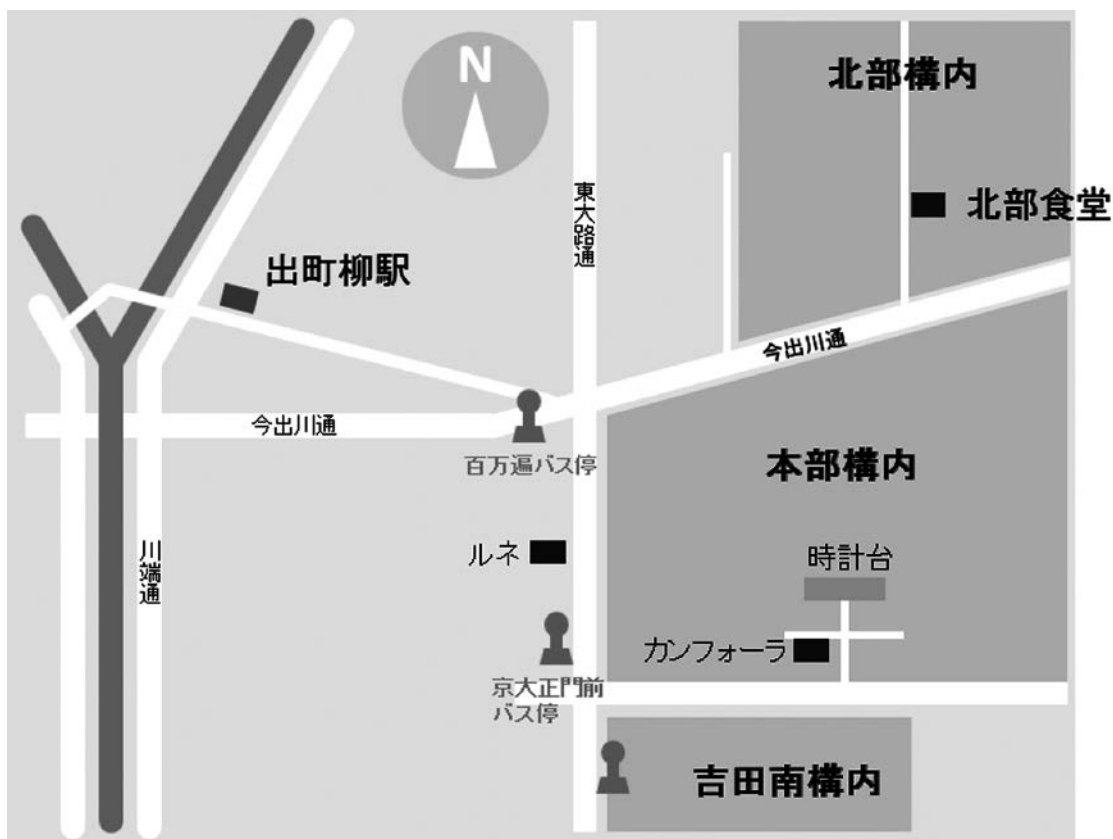 N
北部構内
東大路通
北部食堂
出町柳駅
今出川通
今出川通
百万遍バス停
本部構内
川端通
ルネ
時計台
カンフォーラ
京大正門前
バス停
吉田南構内